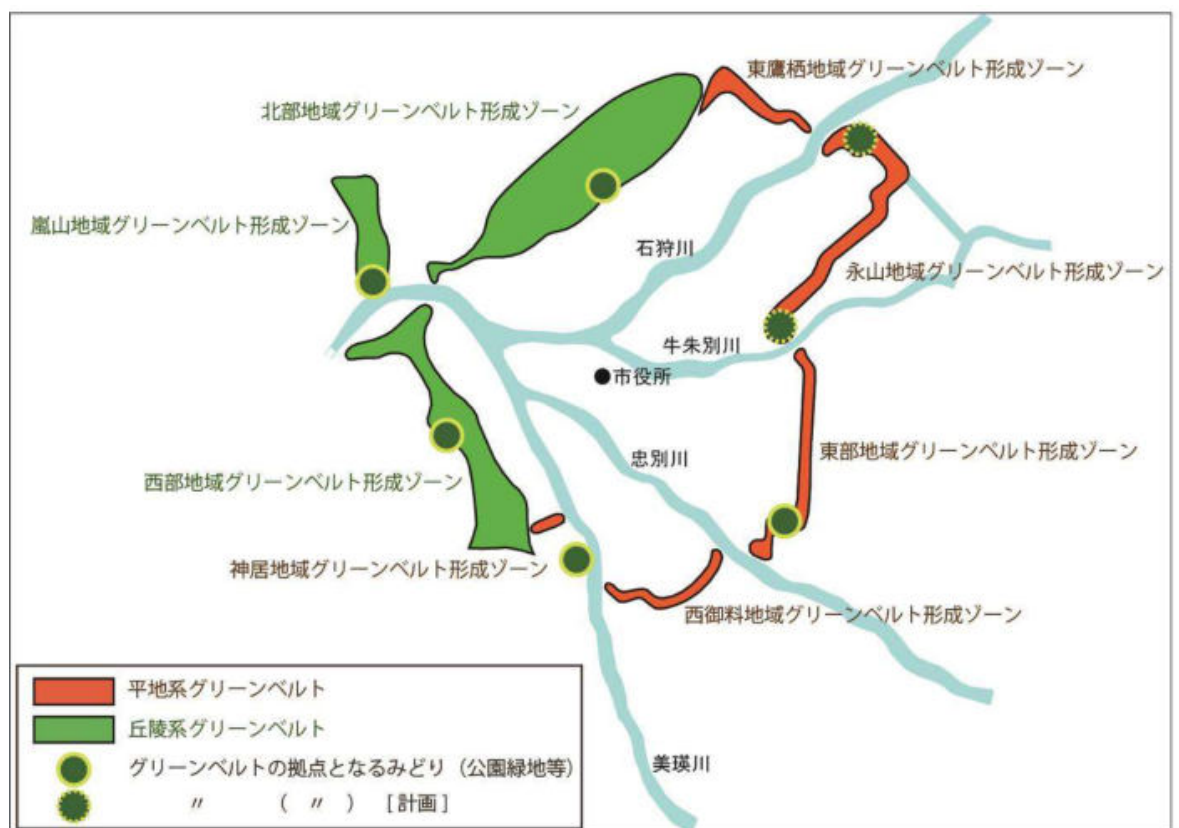 東鷹栖地域グリーンベルト形成ゾーン
北部地域グリーンベルト形成ゾーン
嵐山地域グリーンベルト形成ゾーン
石狩川
永山地域グリーンベルト形成ゾーン
牛朱別川
市役所
東部地域グリーンベルト形成ゾーン
忠別川
西部地域グリーンベルト形成ゾーン
神居地域グリーンベルト形成ゾーン
西御料地域グリーンベルト形成ゾーン
美瑛川
平地系グリーンベルト
丘陵系グリーンベルト
グリーンベルトの拠点となるみどり（公園緑地等）
〃 （ 〃 ） [計画]